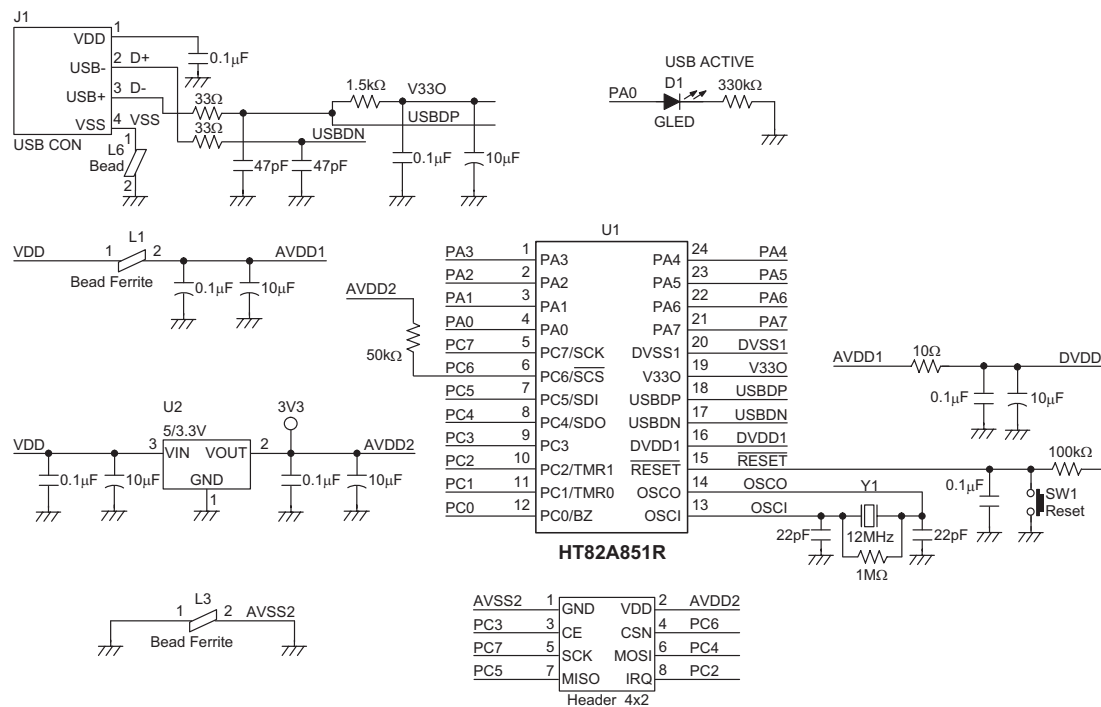 J1
VDD 1
USB- 2 D+
USB+ 3 D-
VSS 4 VSS
USB CON
0.1μF
33Ω
33Ω
1.5kΩ
V33O
USBDP
USBDN
47pF
47pF
0.1μF
10μF
1
L6
Bead
2
USB ACTIVE
PA0
D1
GLED
330kΩ
VDD
1
L1
2
AVDD1
Bead Ferrite
0.1μF
10μF
AVDD2
50kΩ
U1
PA3 1 PA3
PA2 2 PA2
PA1 3 PA1
PA0 4 PA0
PC7 5 PC7/SCK
PC6 6 PC6/SCS
PC5 7 PC5/SDI
PC4 8 PC4/SDO
PC3 9 PC3
PC2 10 PC2/TMR1
PC1 11 PC1/TMR0
PC0 12 PC0/BZ
PA4 24 PA4
PA5 23 PA5
PA6 22 PA6
PA7 21 PA7
DVSS1 20 DVSS1
V33O 19 V33O
USBDP 18 USBDP
USBDN 17 USBDN
DVDD1 16 DVDD1
RESET 15 RESET
OSCO 14 OSCO
OSCI 13 OSCI
HT82A851R
AVDD1
10Ω
DVDD
0.1μF
10μF
100kΩ
0.1μF
SW1
Reset
Y1
12MHz
22pF
22pF
1MΩ
U2
5/3.3V
VDD
3 VIN
VOUT 2
GND
1
3V3
AVDD2
0.1μF
10μF
0.1μF
10μF
L3
1
2
AVSS2
Bead Ferrite
AVSS2 1 GND VDD 2 AVDD2
PC3 3 CE CSN 4 PC6
PC7 5 SCK MOSI 6 PC4
PC5 7 MISO IRQ 8 PC2
Header 4x2